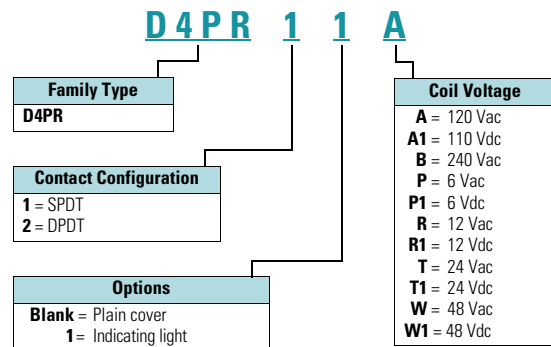 D4PR 1 1 A
Family Type
D4PR
Contact Configuration
1 = SPDT
2 = DPDT
Options
Blank = Plain cover
1 = Indicating light
Coil Voltage
A = 120 Vac
A1 = 110 Vdc
B = 240 Vac
P = 6 Vac
P1 = 6 Vdc
R = 12 Vac
R1 = 12 Vdc
T = 24 Vac
T1 = 24 Vdc
W = 48 Vac
W1 = 48 Vdc